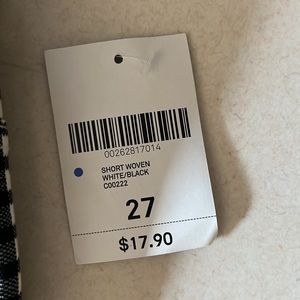 00262817014
SHORT WOVEN
WHITE/BLACK
C00222
27
$17.90